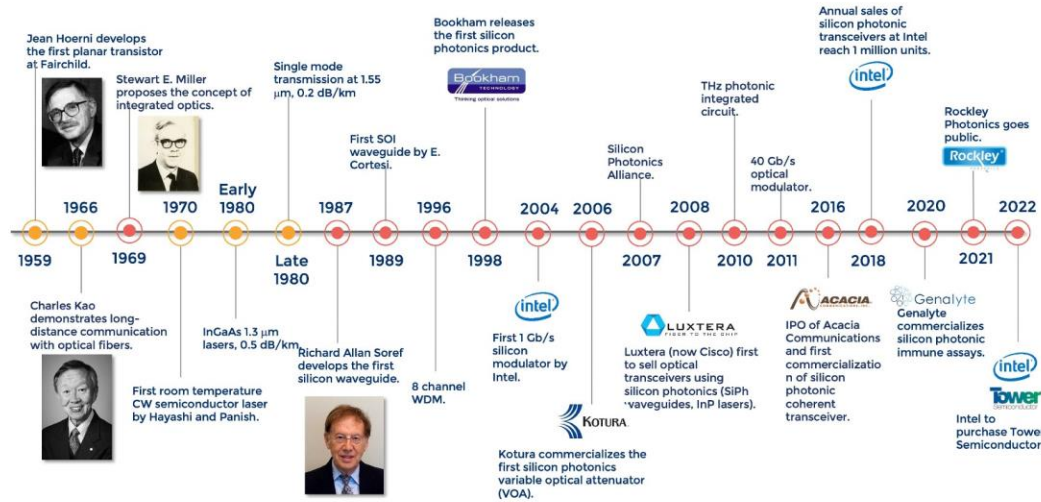 Jean Hoerni develops
the first planar transistor
at Fairchild.
Stewart E. Miller
proposes the concept of
integrated optics.
Single mode
transmission at 1.55
μm, 0.2 dB/km
Bookham releases
the first silicon
photonics product.
Bookham
TECHNOLOGY
Thinking optical solutions
First SOI
waveguide by E.
Cortesi.
Silicon
Photonics
Alliance.
THz photonic
integrated
circuit.
40 Gb/s
optical
modulator.
Annual sales of
silicon photonic
transceivers at Intel
reach 1 million units.
intel
Rockley
Photonics goes
public.
Rockley
1966
1970
Early
1980
1987
1996
2004
2006
2008
2016
2020
2022
1959
1969
Late
1980
1989
1998
2007
2010
2011
2018
2021
Charles Kao
demonstrates long-
distance communication
with optical fibers.
First room temperature
CW semiconductor laser
by Hayashi and Panish.
InGaAs 1.3 μm
lasers, 0.5 dB/km
Richard Allan Soref
develops the first
silicon waveguide.
8 channel
WDM.
intel
First 1 Gb/s
silicon
modulator by
Intel.
KOTURA
Kotura commercializes the
first silicon photonics
variable optical attenuator
(VOA).
LUXTERA
FIBER TO THE CHIP
Luxtera (now Cisco) first
to sell optical
transceivers using
silicon photonics (SiPh
waveguides, InP lasers).
ACACIA
COMMUNICATIONS, INC.
IPO of Acacia
Communications and first
commercializatio
n of silicon
photonic
coherent
transceiver.
Genalyte
Genalyte
commercializes
silicon photonic
immune assays.
intel
Tower
Semiconductor
Intel to
purchase Tower
Semiconductor